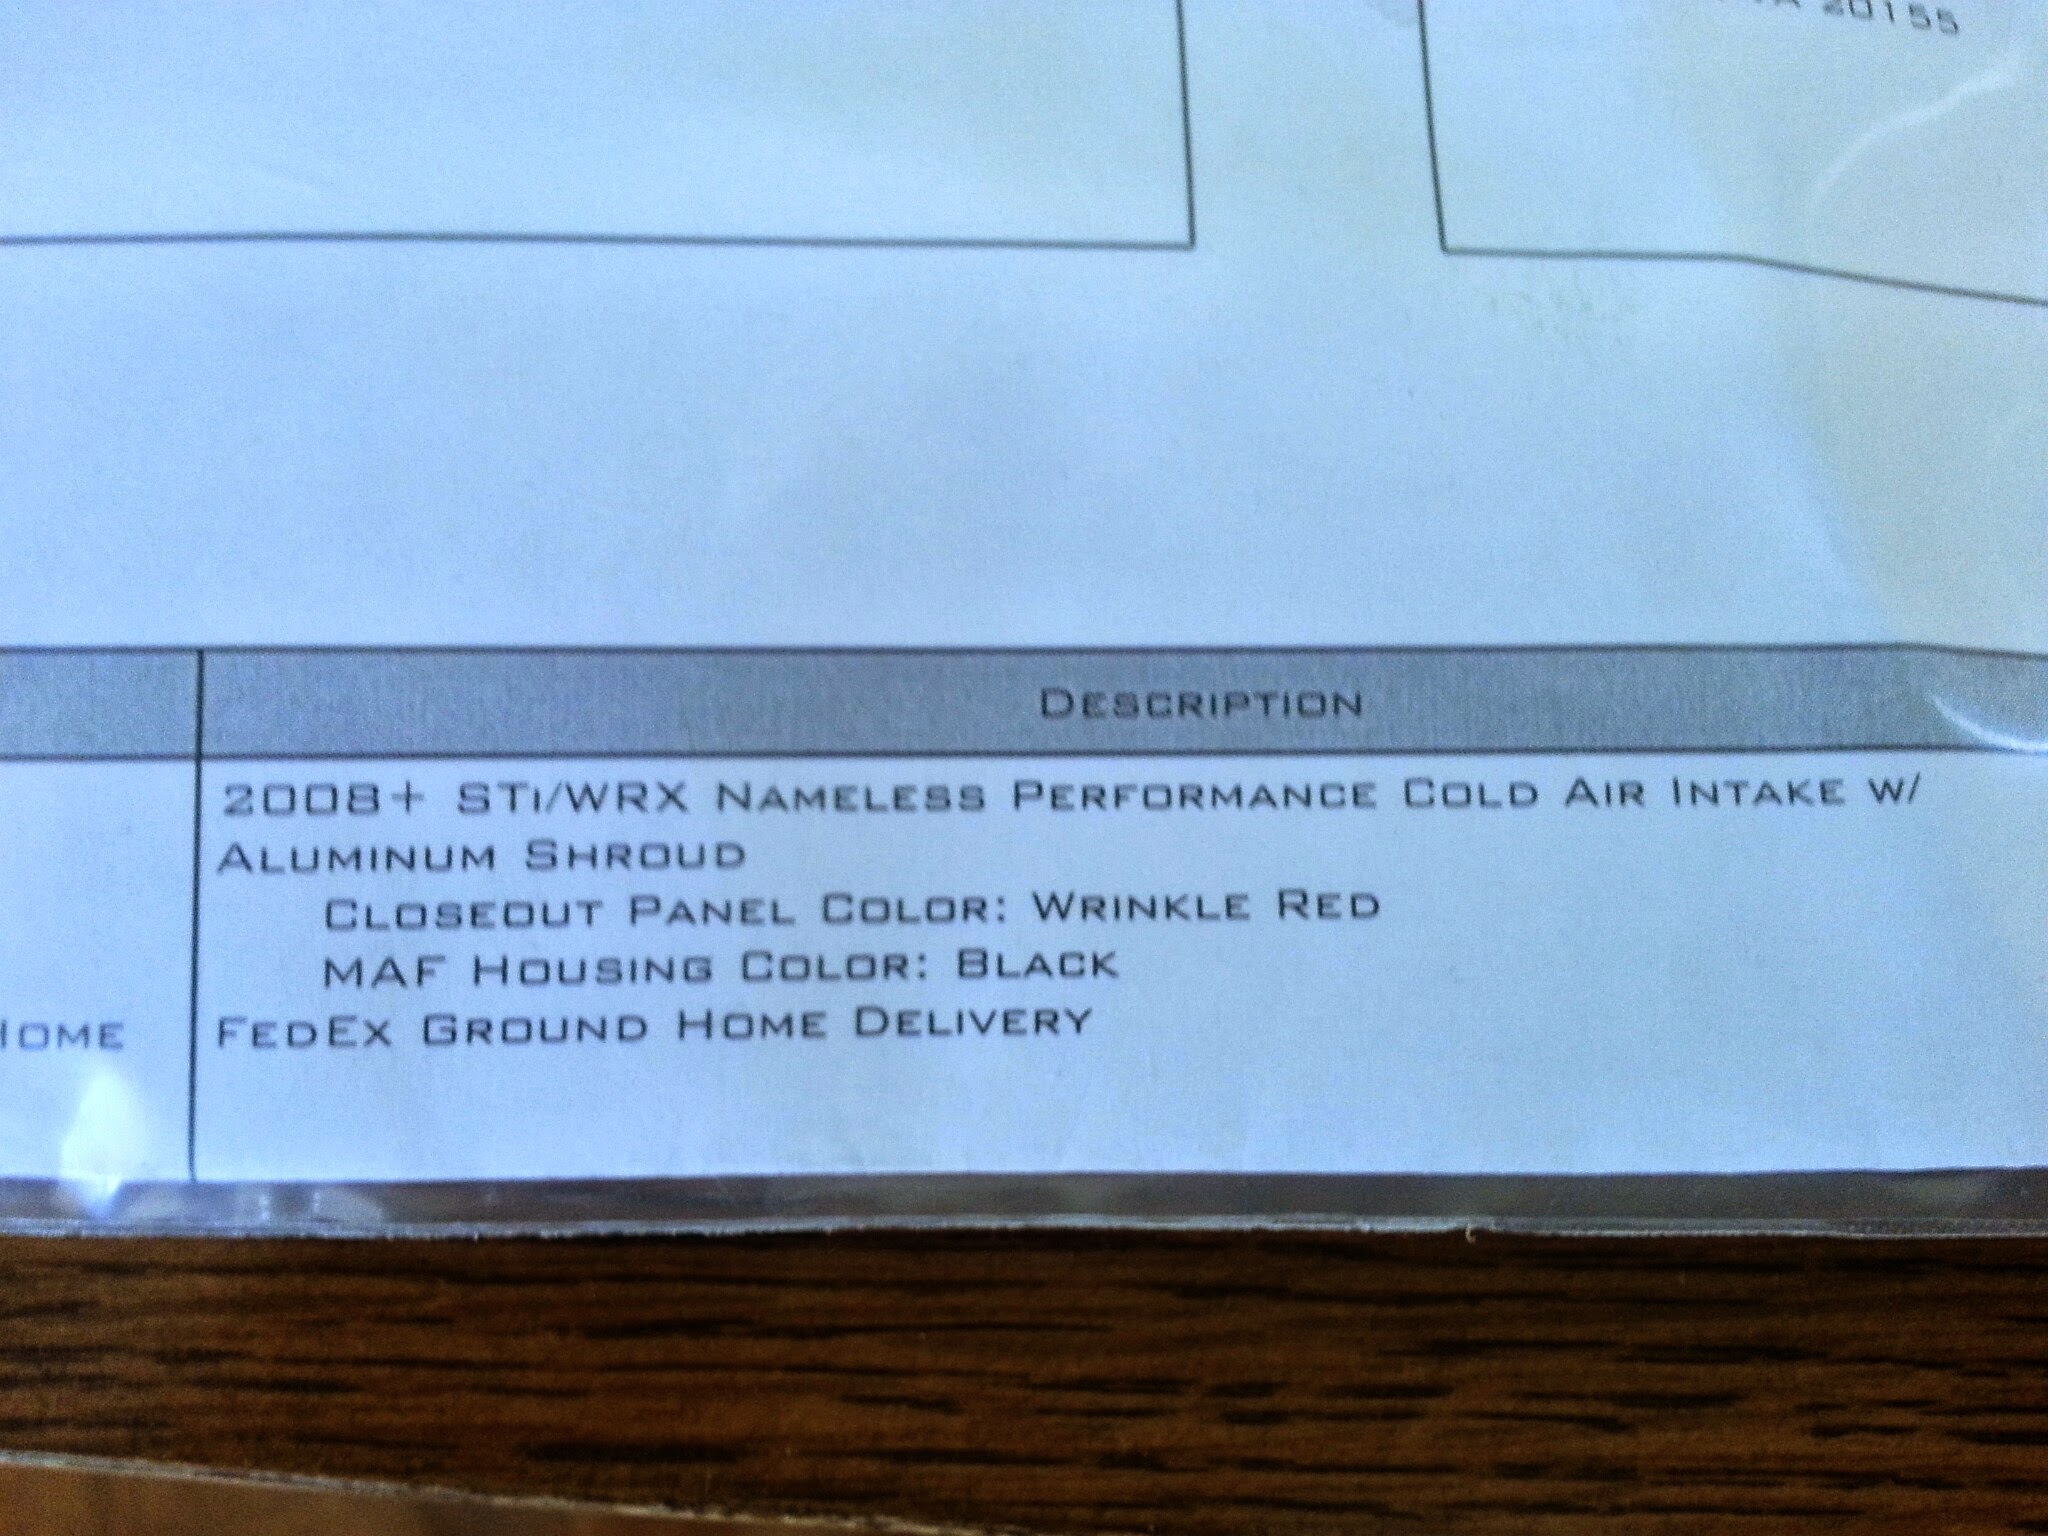 20155
Description
2008+ STi/WRX Nameless Performance Cold Air Intake w/
Aluminum Shroud
Closeout Panel Color: Wrinkle Red
MAF Housing Color: Black
Home
FedEx Ground Home Delivery